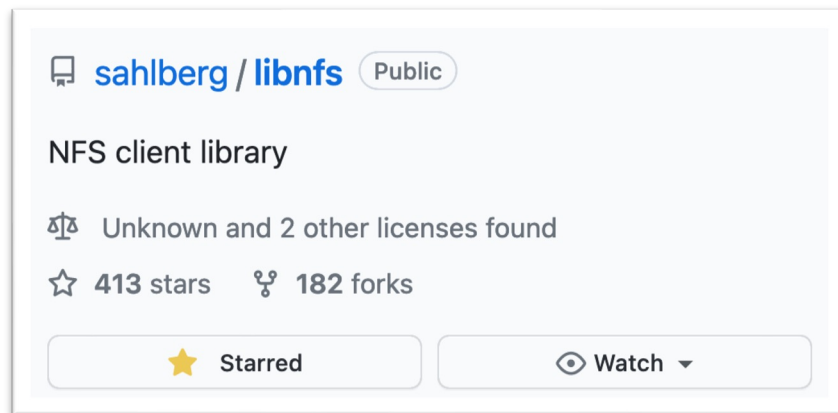 sahlberg / libnfs Public
NFS client library
Unknown and 2 other licenses found
413 stars 182 forks
Starred Watch